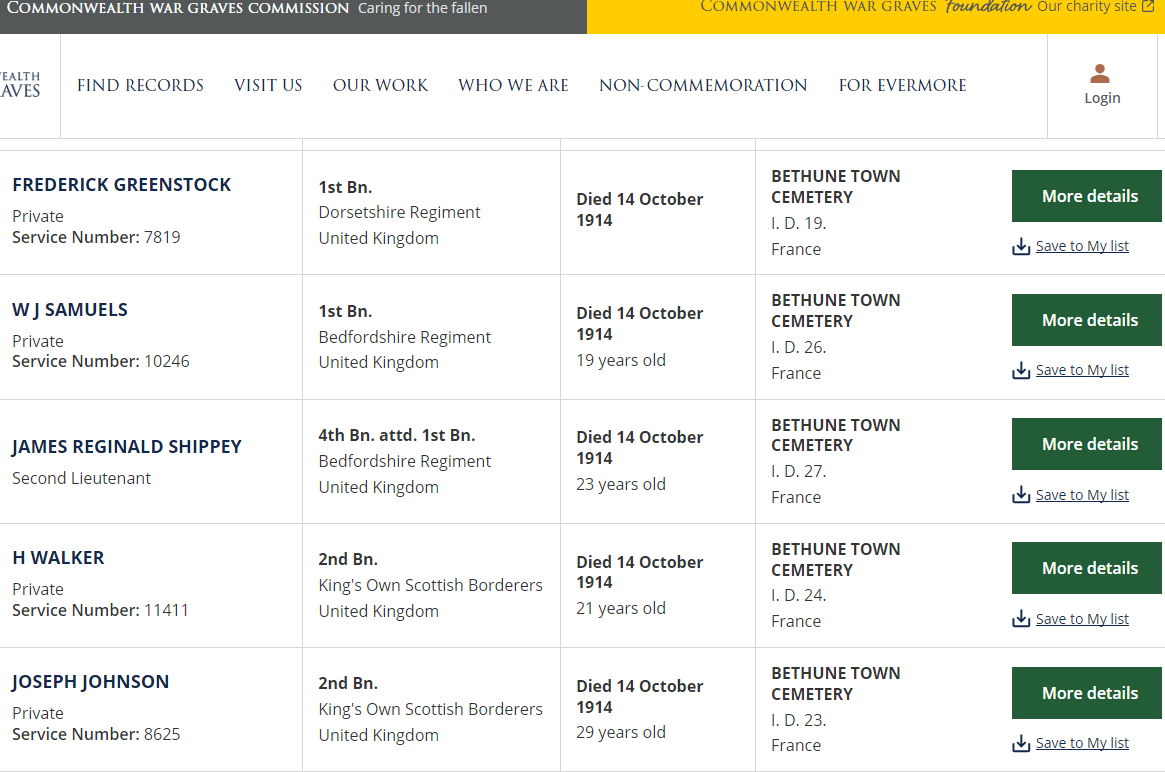 COMMONWEALTH WAR GRAVES COMMISSION Caring for the fallen
COMMONWEALTH WAR GRAVES foundation Our charity site
AVES
FIND RECORDS VISIT US OUR WORK WHO WE ARE NON-COMMEMORATION FOR EVERMORE
Login
FREDERICK GREENSTOCK
Private
Service Number: 7819
1st Bn.
Dorsetshire Regiment
United Kingdom
Died 14 October
1914
BETHUNE TOWN
CEMETERY
I. D. 19.
France
More details
Save to My list
W J SAMUELS
Private
Service Number: 10246
1st Bn.
Bedfordshire Regiment
United Kingdom
Died 14 October
1914
19 years old
BETHUNE TOWN
CEMETERY
I. D. 26.
France
More details
Save to My list
JAMES REGINALD SHIPPEY
Second Lieutenant
4th Bn. attd. 1st Bn.
Bedfordshire Regiment
United Kingdom
Died 14 October
1914
23 years old
BETHUNE TOWN
CEMETERY
I. D. 27.
France
More details
Save to My list
H WALKER
Private
Service Number: 11411
2nd Bn.
King's Own Scottish Borderers
United Kingdom
Died 14 October
1914
21 years old
BETHUNE TOWN
CEMETERY
I. D. 24.
France
More details
Save to My list
JOSEPH JOHNSON
Private
Service Number: 8625
2nd Bn.
King's Own Scottish Borderers
United Kingdom
Died 14 October
1914
29 years old
BETHUNE TOWN
CEMETERY
I. D. 23.
France
More details
Save to My list